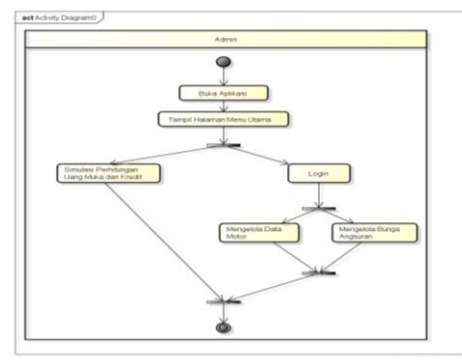 act Activity Diagram0
Admin
Buka Aplikasi
Tampil Halaman Menu Utama
Simulasi Perhitungan
Uang Muka dan Kredit
Login
Mengelola Data
Motor
Mengelola Bunga
Angsuran